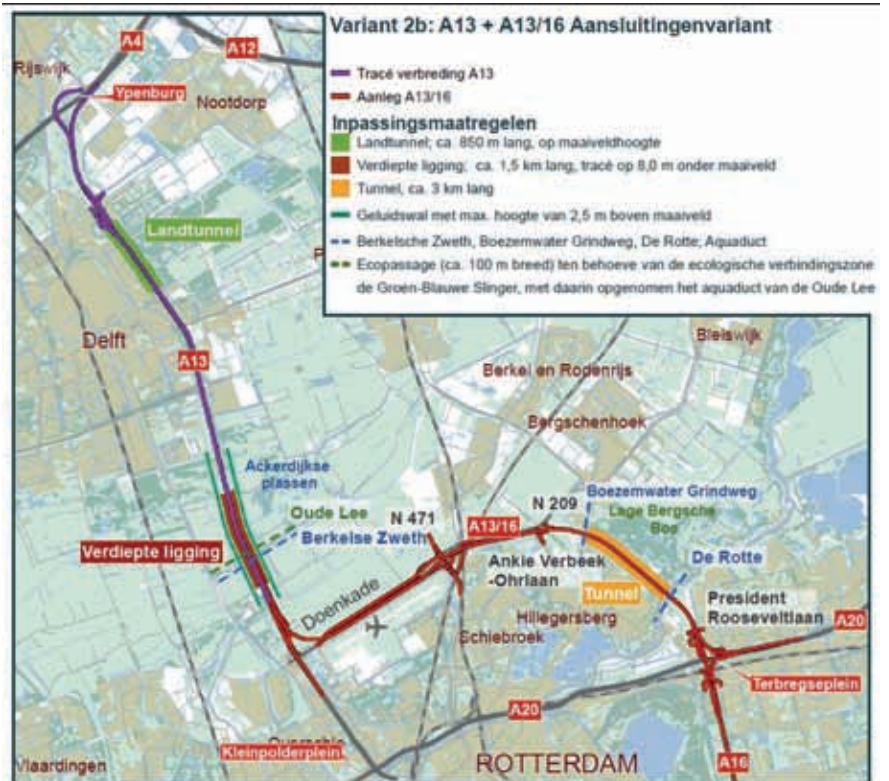 Variant 2b: A13 + A13/16 Aansluitingenvariant
Tracé verbreding A13
Aanleg A13/16
Inpassingsmaatregelen
Landtunnel; ca. 850 m lang, op maaiveldhoogte
Verdiepte ligging; ca. 1,5 km lang, tracé op 8,0 m onder maaiveld
Tunnel, ca. 3 km lang
Geluidswal met max. hoogte van 2,5 m boven maaiveld
Berkelsche Zweth, Boezemwater Grindweg, De Rotte; Aquaduct
Ecopassage (ca. 100 m breed) ten behoeve van de ecologische verbindingszone
de Groen-Blauwe Slinger, met daarin opgenomen het aquaduct van de Oude Lee
A4
A12
Rijswijk
Ypenburg
Nootdorp
Landtunnel
P
Delft
A13
Bleiswijk
Berkel en Rodenrijs
Bergschenhoek
Ackerdijkse
plassen
Boezemwater Grindweg
Oude Lee
N 471
A13/16
N 209
Lage Bergsche
Bos
Verdiepte ligging
Berkelse Zweth
Ankie Verbeek
-Ohrlaan
De Rotte
Doenkade
Tunnel
President
Rooseveltlaan
Hillegersberg
Schiebroek
A20
Terbregseplein
A20
Kleinpolderplein
Vlaardingen
ROTTERDAM
A16